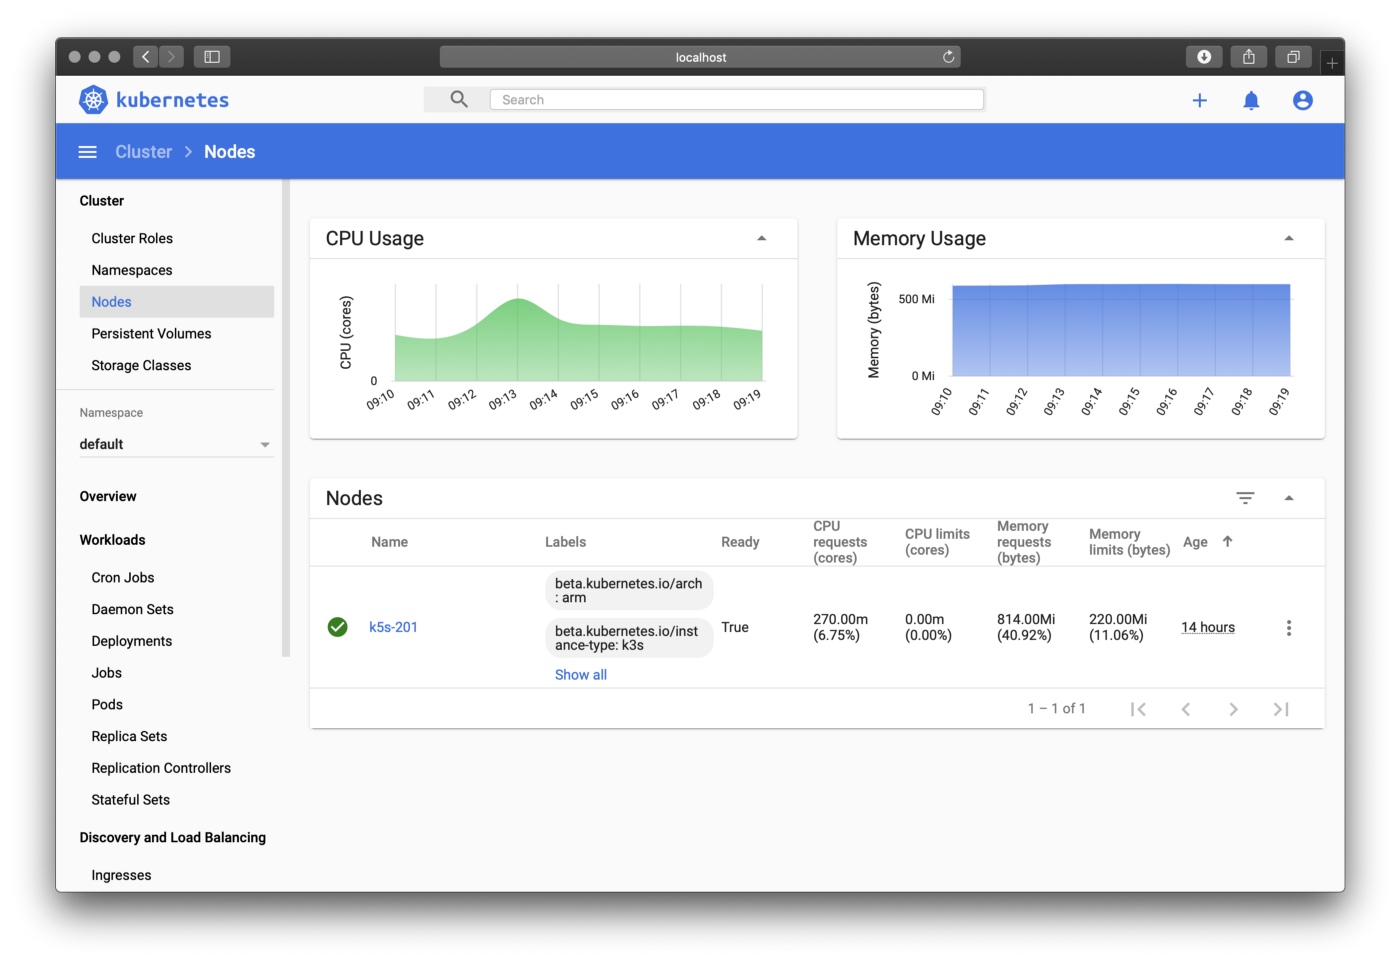 localhost
kubernetes
Search
Cluster > Nodes
Cluster
Cluster Roles
Namespaces
Nodes
Persistent Volumes
Storage Classes
Namespace
default
Overview
Workloads
Cron Jobs
Daemon Sets
Deployments
Jobs
Pods
Replica Sets
Replication Controllers
Stateful Sets
Discovery and Load Balancing
Ingresses
CPU Usage
CPU (cores)
0
09:10 09:11 09:12 09:13 09:14 09:15 09:16 09:17 09:18 09:19
Memory Usage
Memory (bytes)
500 Mi
0 Mi
09:10 09:11 09:12 09:13 09:14 09:15 09:16 09:17 09:18 09:19
Nodes
Name
Labels
Ready
CPU
requests
(cores)
CPU limits
(cores)
Memory
requests
(bytes)
Memory
limits (bytes)
Age
k5s-201
beta.kubernetes.io/arch
: arm
beta.kubernetes.io/inst
ance-type: k3s
Show all
True
270.00m
(6.75%)
0.00m
(0.00%)
814.00Mi
(40.92%)
220.00Mi
(11.06%)
14 hours
1 – 1 of 1